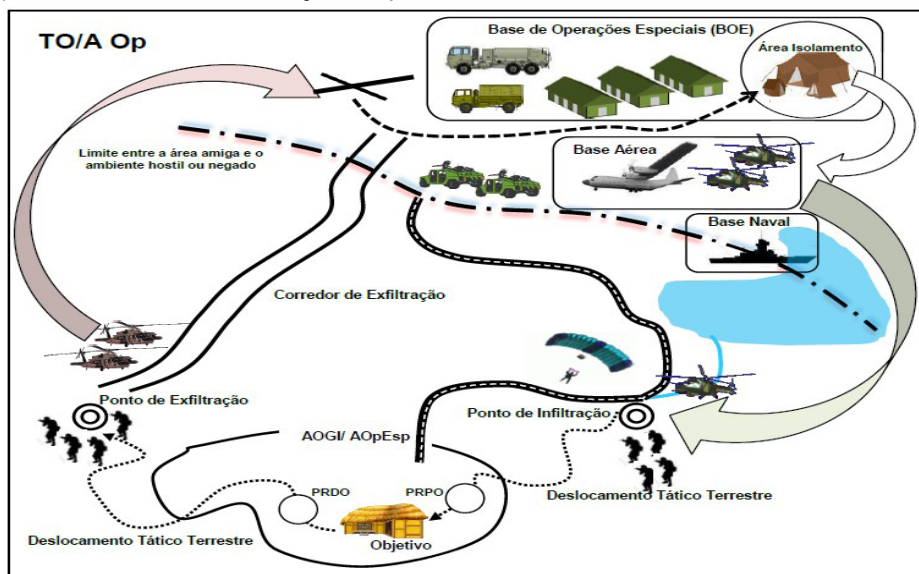 TO/A Op
Base de Operações Especiais (BOE)
Área Isolamento
Limite entre a área amiga e o
ambiente hostil ou negado
Base Aérea
Base Naval
Corredor de Exfiltração
Ponto de Exfiltração
Ponto de Infiltração
AOGI/ AOpEsp
PRDO
PRPO
Deslocamento Tático Terrestre
Deslocamento Tático Terrestre
Objetivo